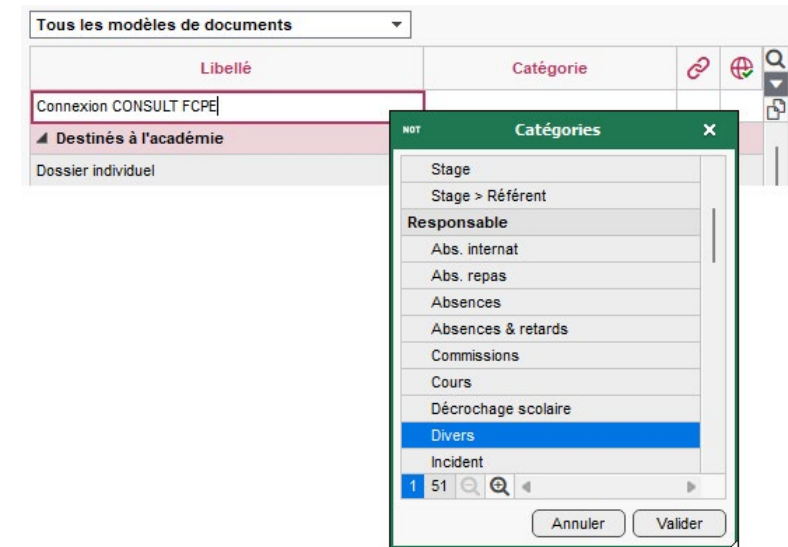 Tous les modèles de documents
Libellé Catégorie
Connexion CONSULT FCPE
Destinés à l'académie
Dossier individuel
NOT Catégories
Stage
Stage > Référent
Responsable
Abs. internat
Abs. repas
Absences
Absences & retards
Commissions
Cours
Décrochage scolaire
Divers
Incident
1 51
Annuler Valider